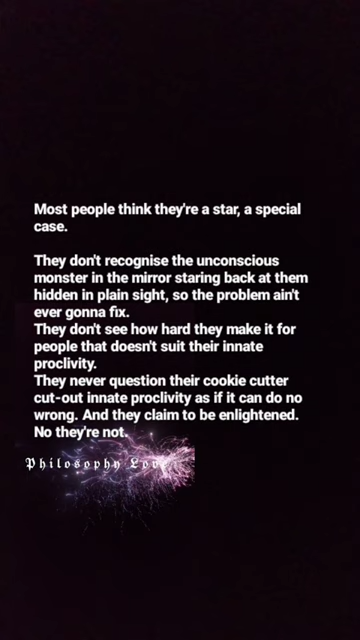 Most people think they're a star, a special
case.
They don't recognise the unconscious
monster in the mirror staring back at them
hidden in plain sight, so the problem ain't
ever gonna fix.
They don't see how hard they make it for
people that doesn't suit their innate
proclivity.
They never question their cookie cutter
cut-out innate proclivity as if it can do no
wrong. And they claim to be enlightened.
No they're not.
𝔓𝔥𝔦𝔩𝔬𝔰𝔬𝔭𝔥𝔶 𝔏𝔬𝔳𝔢